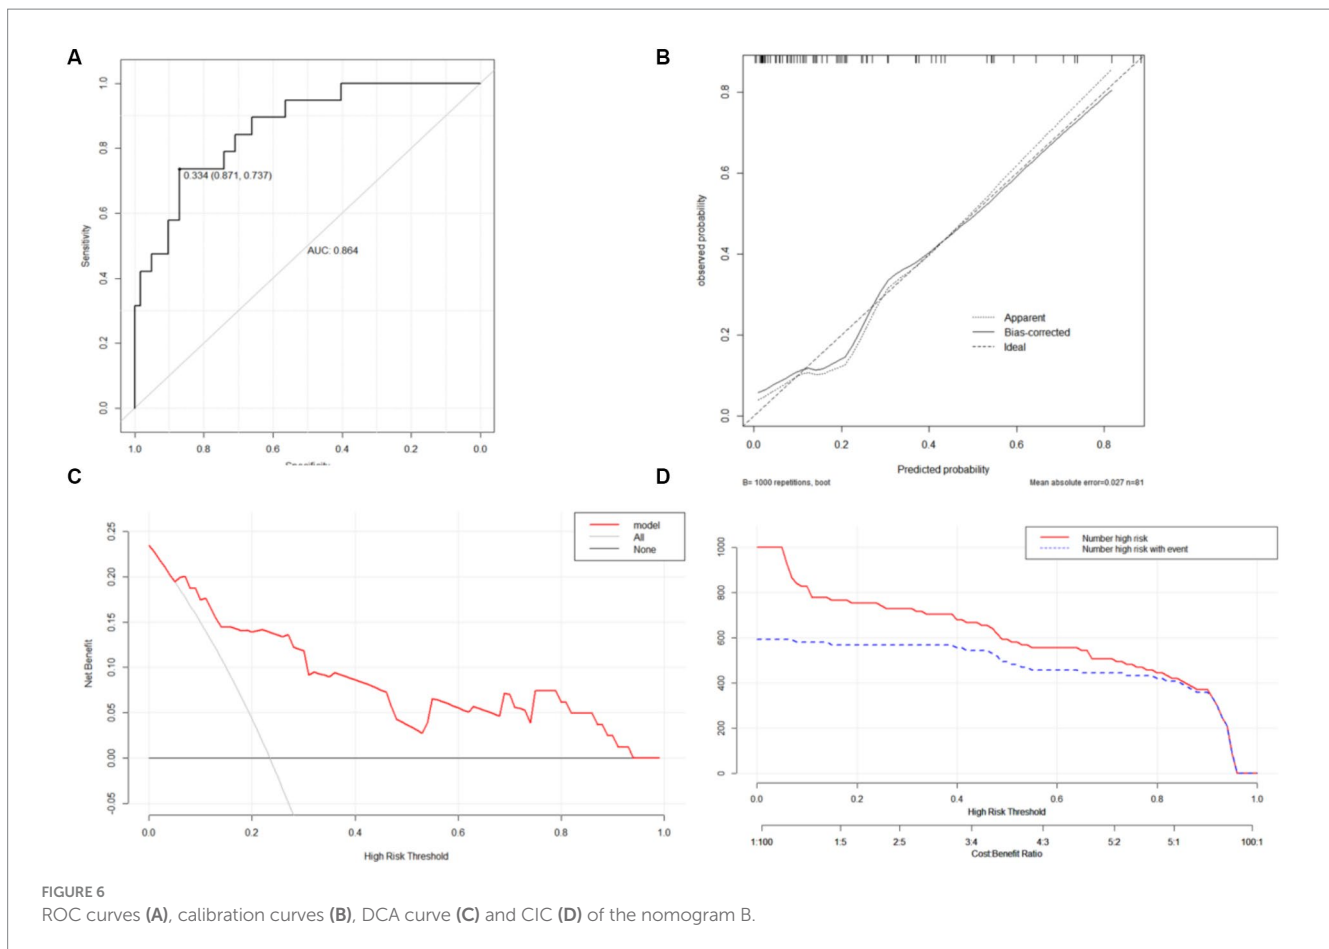 A
1.0
0.8
0.6
0.4
0.2
0.0
Sensitivity
0.334 (0.871, 0.737)
AUC: 0.864
1.0 0.8 0.6 0.4 0.2 0.0
Specificity
B
0.8
0.6
0.4
0.2
0.0
observed probability
Apparent
Bias-corrected
Ideal
0.0 0.2 0.4 0.6 0.8
Predicted probability
B= 1000 repetitions, boot
Mean absolute error=0.027 n=81
C
0.25
0.20
0.15
0.10
0.05
0.00
-0.05
Net Benefit
model
All
None
0.0 0.2 0.4 0.6 0.8 1.0
High Risk Threshold
D
1000
800
600
400
200
0
Number high risk
Number high risk with event
0.0 0.2 0.4 0.6 0.8 1.0
High Risk Threshold
1:100 1:5 2:5 3:4 4:3 5:2 5:1 100:1
Cost:Benefit Ratio
FIGURE 6
ROC curves (A), calibration curves (B), DCA curve (C) and CIC (D) of the nomogram B.